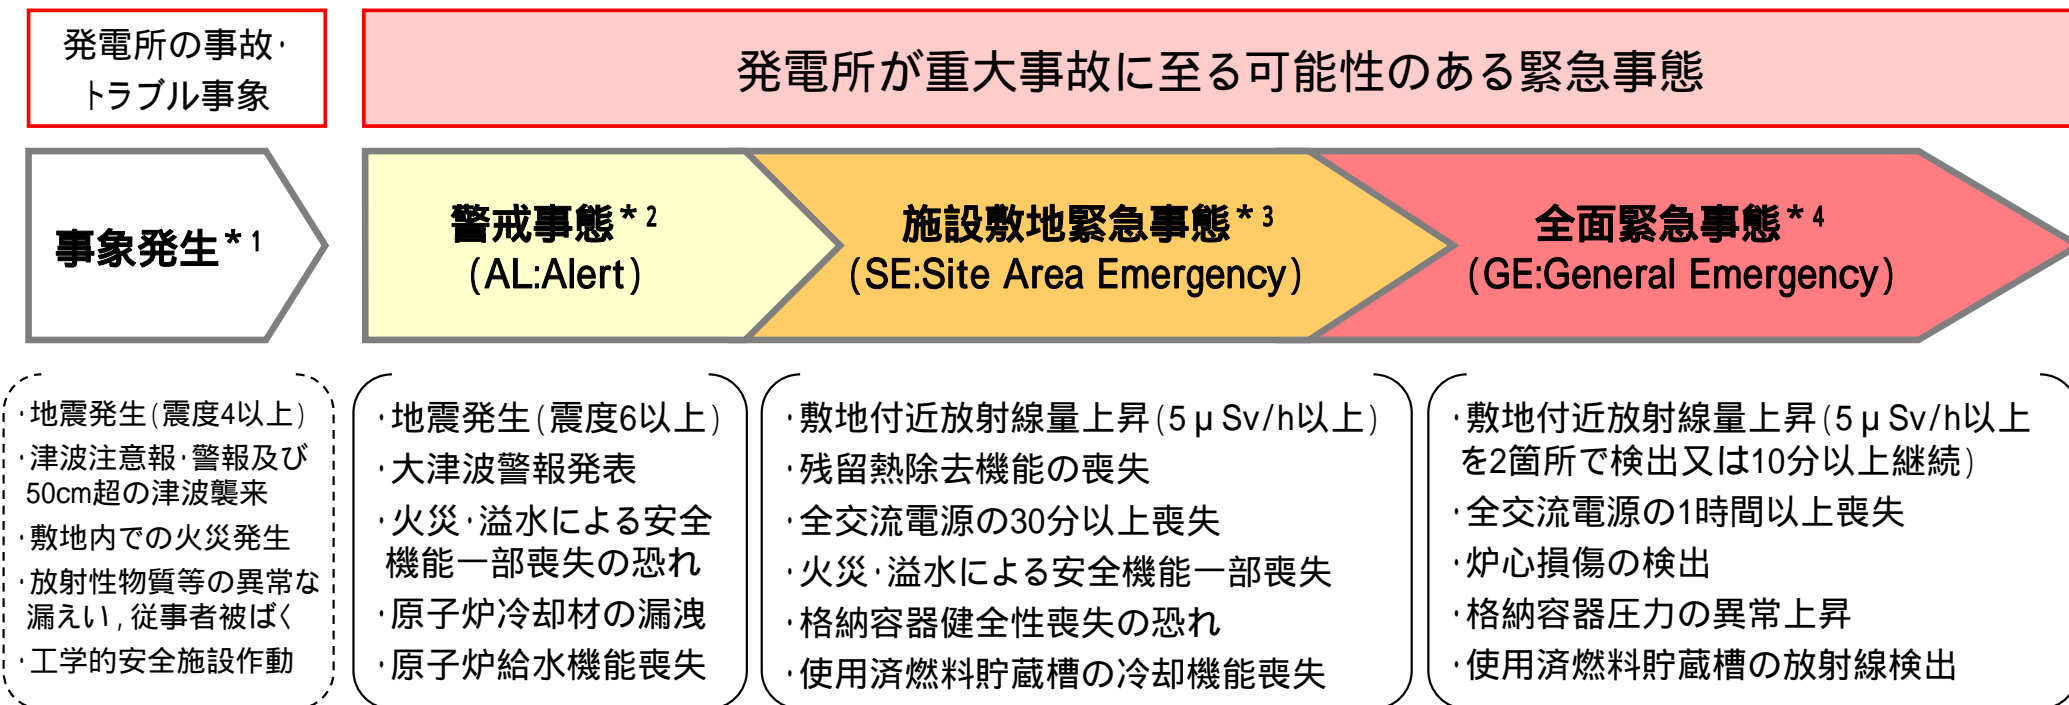 発電所の事故･
トラブル事象
発電所が重大事故に至る可能性のある緊急事態
事象発生*1
警戒事態*2
(AL:Alert)
施設敷地緊急事態*3
(SE:Site Area Emergency)
全面緊急事態*4
(GE:General Emergency)
･地震発生(震度4以上)
･津波注意報･警報及び
50cm超の津波襲来
･敷地内での火災発生
･放射性物質等の異常な
漏えい,従事者被ばく
･工学的安全施設作動
･地震発生(震度6以上)
･大津波警報発表
･火災･溢水による安全
機能一部喪失の恐れ
･原子炉冷却材の漏洩
･原子炉給水機能喪失
･敷地付近放射線量上昇(5μSv/h以上)
･残留熱除去機能の喪失
･全交流電源の30分以上喪失
･火災･溢水による安全機能一部喪失
･格納容器健全性喪失の恐れ
･使用済燃料貯蔵槽の冷却機能喪失
･敷地付近放射線量上昇(5μSv/h以上
を2箇所で検出又は10分以上継続)
･全交流電源の1時間以上喪失
･炉心損傷の検出
･格納容器圧力の異常上昇
･使用済燃料貯蔵槽の放射線検出